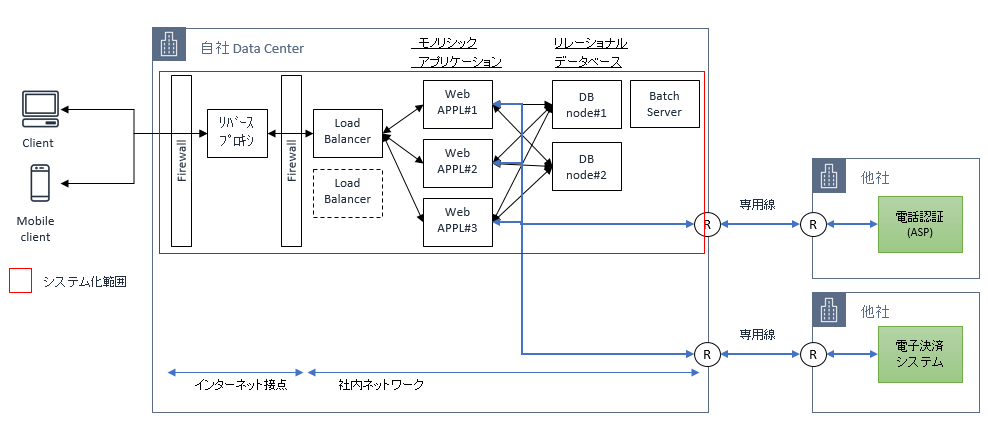 自社 Data Center
モノリシック
アプリケーション
リレーショナル
データベース
Client
Mobile
client
Firewall
リバース
プロキシ
Firewall
Load
Balancer
Load
Balancer
Web
APPL#1
Web
APPL#2
Web
APPL#3
DB
node#1
DB
node#2
Batch
Server
R
専用線
R
他社
電話認証
(ASP)
システム化範囲
R
専用線
R
他社
電子決済
システム
インターネット接点
社内ネットワーク